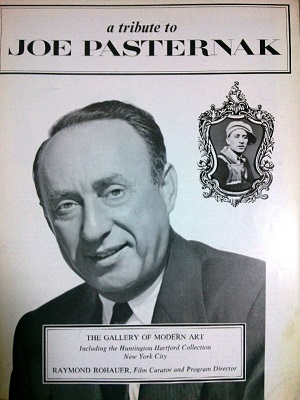 a tribute to
JOE PASTERNAK
THE GALLERY OF MODERN ART
Including the Huntington Hartford Collection
New York City
RAYMOND ROHAUER, Film Curator and Program Director